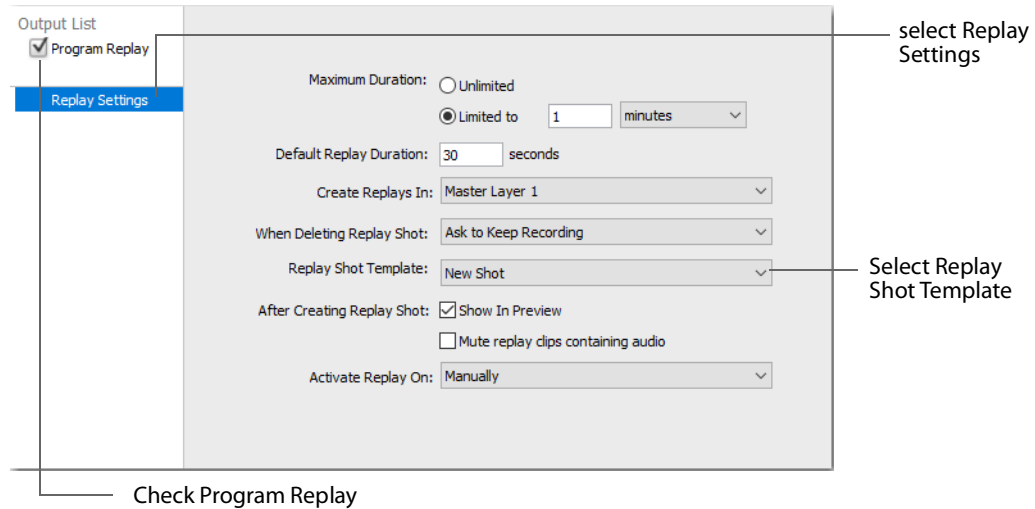 Output List
Program Replay
select Replay
Settings
Replay Settings
Maximum Duration: Unlimited
Limited to 1 minutes
Default Replay Duration: 30 seconds
Create Replays In: Master Layer 1
When Deleting Replay Shot: Ask to Keep Recording
Replay Shot Template: New Shot
Select Replay
Shot Template
After Creating Replay Shot: Show In Preview
Mute replay clips containing audio
Activate Replay On: Manually
Check Program Replay